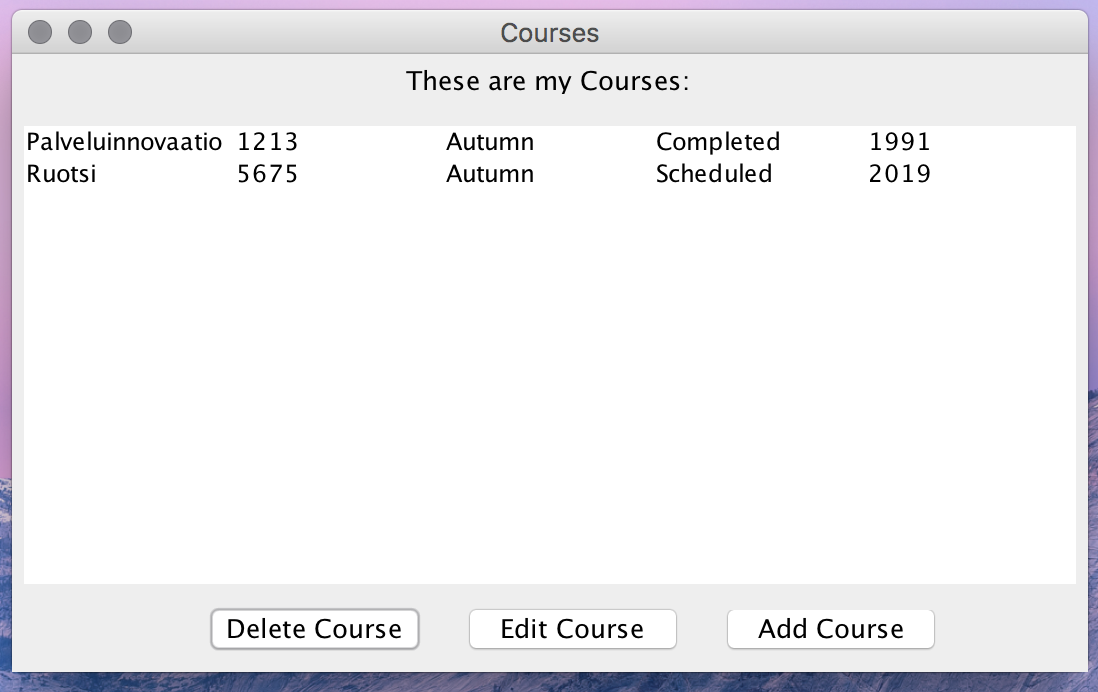 Courses
These are my Courses:
Palveluinnovaatio 1213 Autumn Completed 1991
Ruotsi 5675 Autumn Scheduled 2019
Delete Course Edit Course Add Course